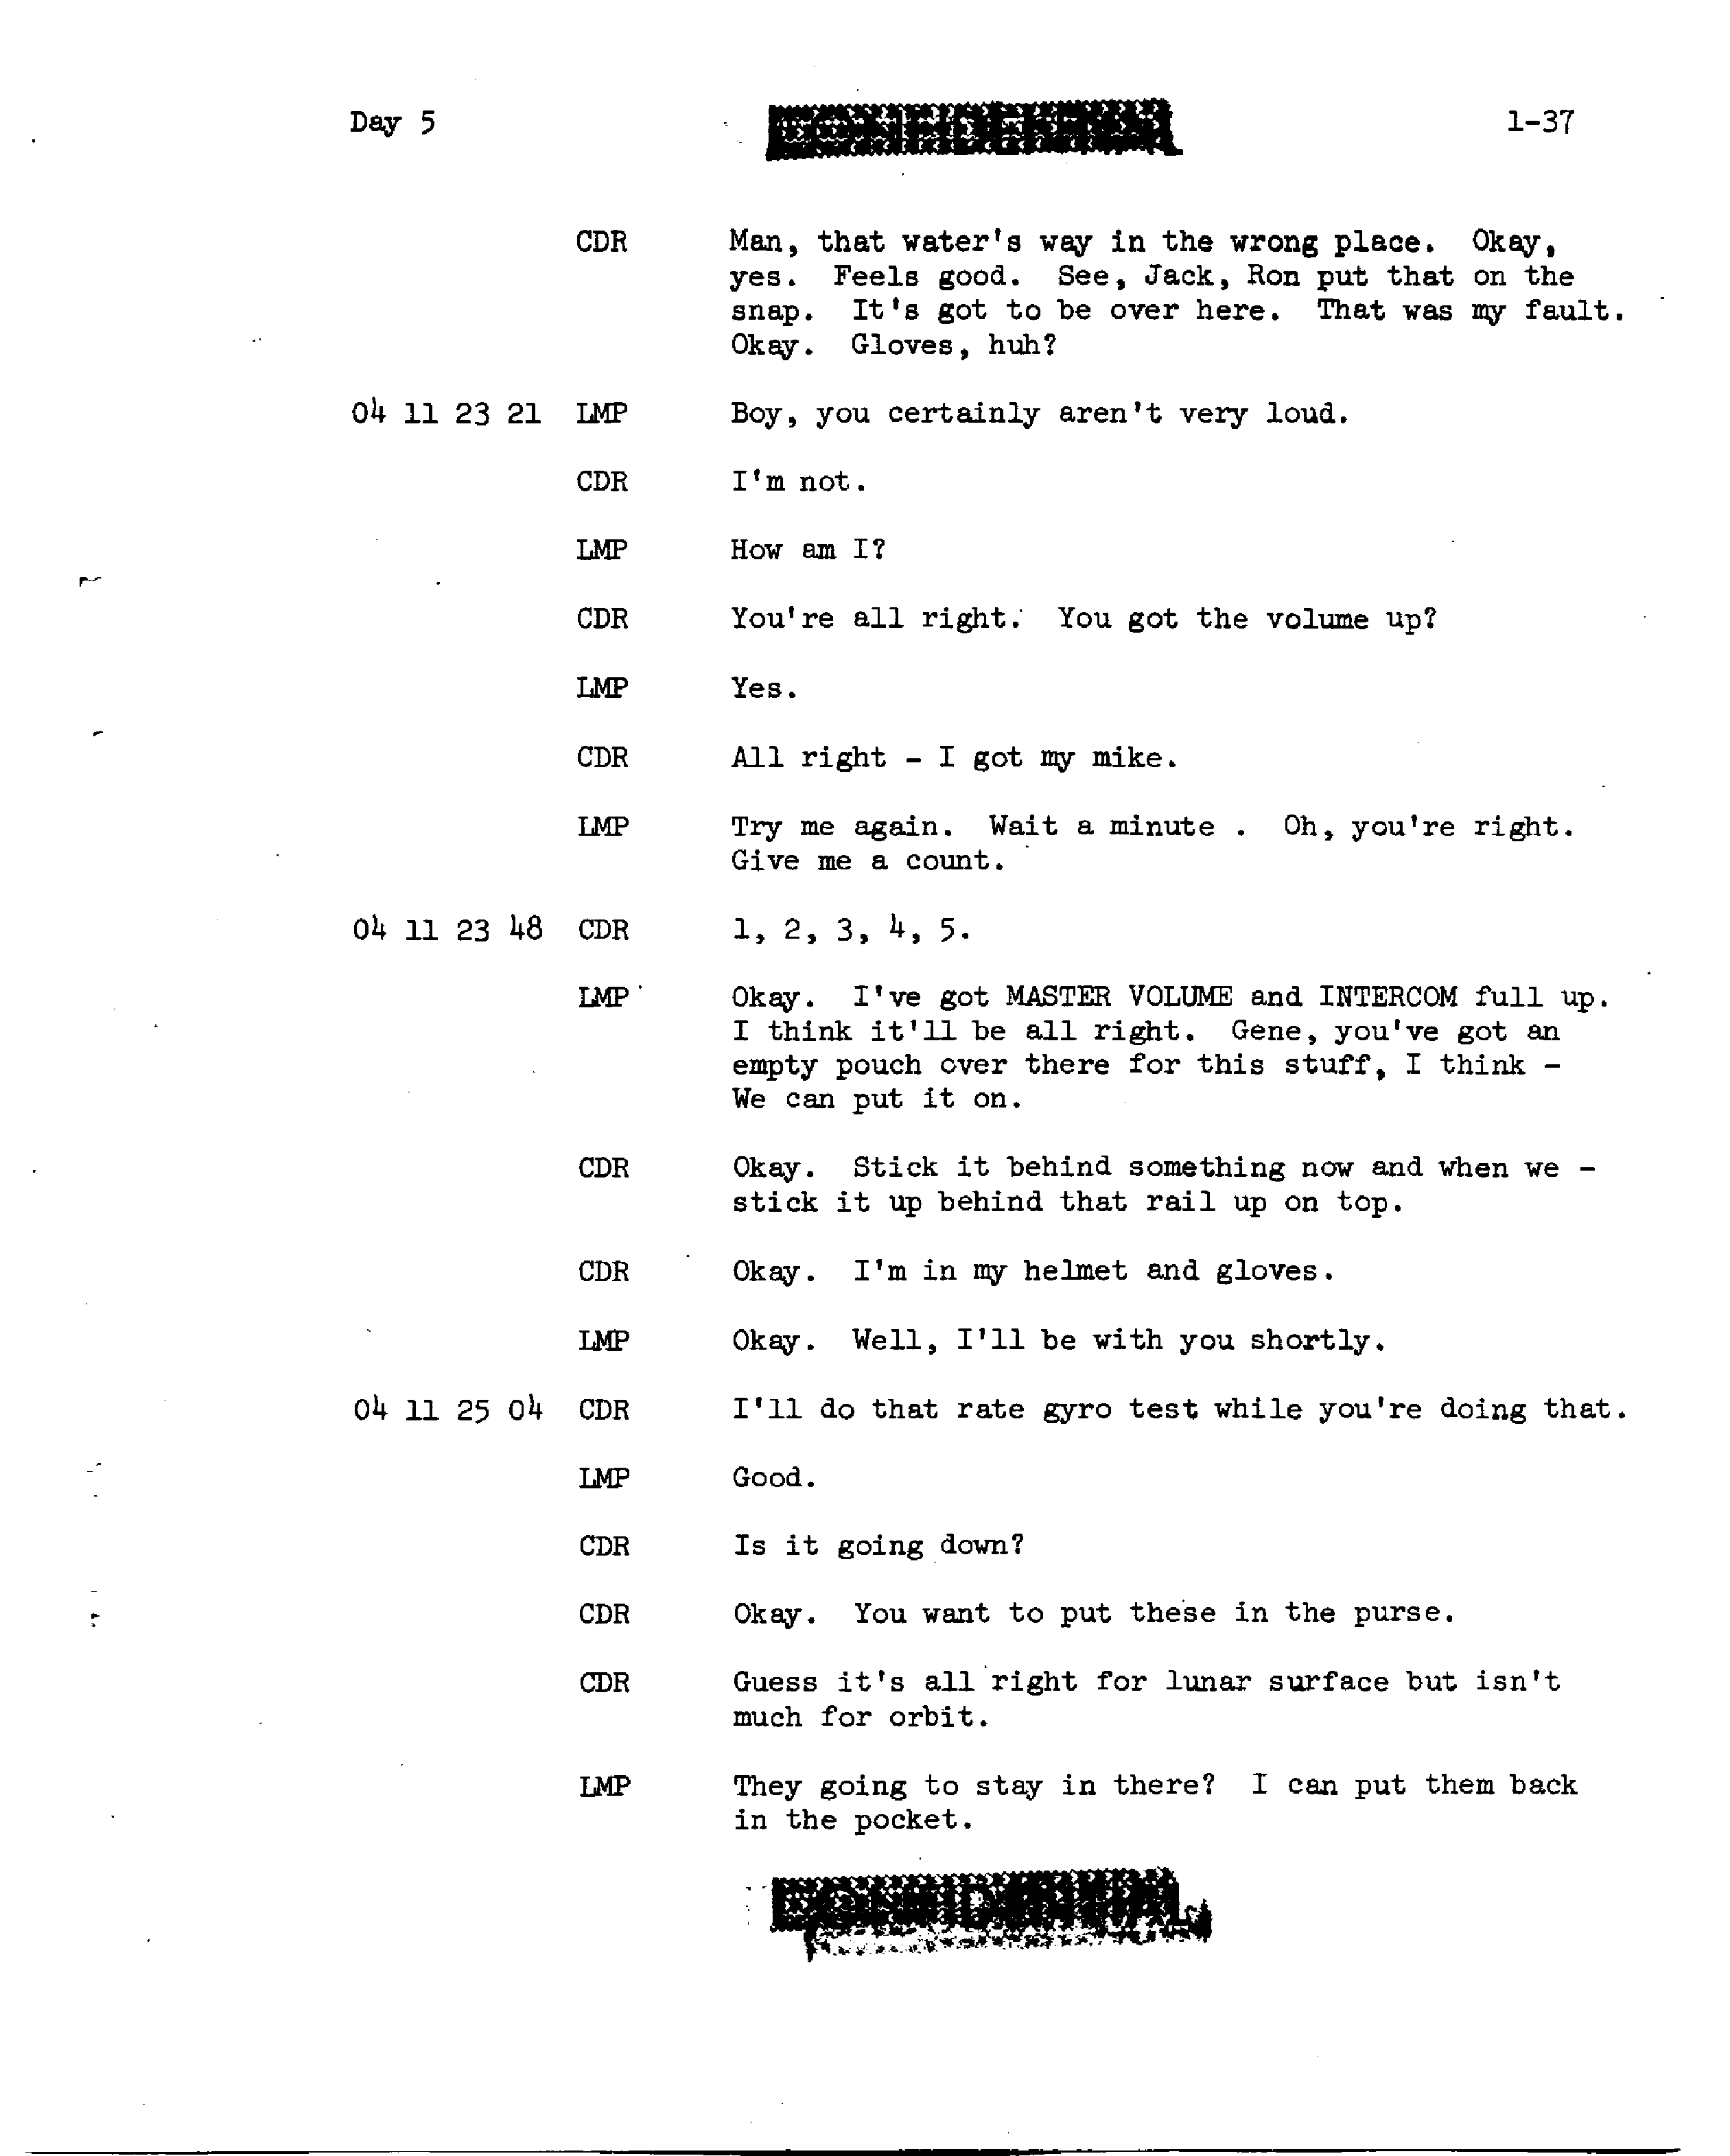 Day 5
CONFIDENTIAL
1-37
CDR Man, that water's way in the wrong place. Okay,
yes. Feels good. See, Jack, Ron put that on the
snap. It's got to be over here. That was my fault.
Okay. Gloves, huh?
04 11 23 21 LMP Boy, you certainly aren't very loud.
CDR I'm not.
LMP How am I?
CDR You're all right. You got the volume up?
LMP Yes.
CDR All right - I got my mike.
LMP Try me again. Wait a minute . Oh, you're right.
Give me a count.
04 11 23 48 CDR 1, 2, 3, 4, 5.
LMP Okay. I've got MASTER VOLUME and INTERCOM full up.
I think it'll be all right. Gene, you've got an
empty pouch over there for this stuff, I think -
We can put it on.
CDR Okay. Stick it behind something now and when we -
stick it up behind that rail up on top.
CDR Okay. I'm in my helmet and gloves.
LMP Okay. Well, I'll be with you shortly.
04 11 25 04 CDR I'll do that rate gyro test while you're doing that.
LMP Good.
CDR Is it going down?
CDR Okay. You want to put these in the purse.
CDR Guess it's all right for lunar surface but isn't
much for orbit.
LMP They going to stay in there? I can put them back
in the pocket.
CONFIDENTIAL